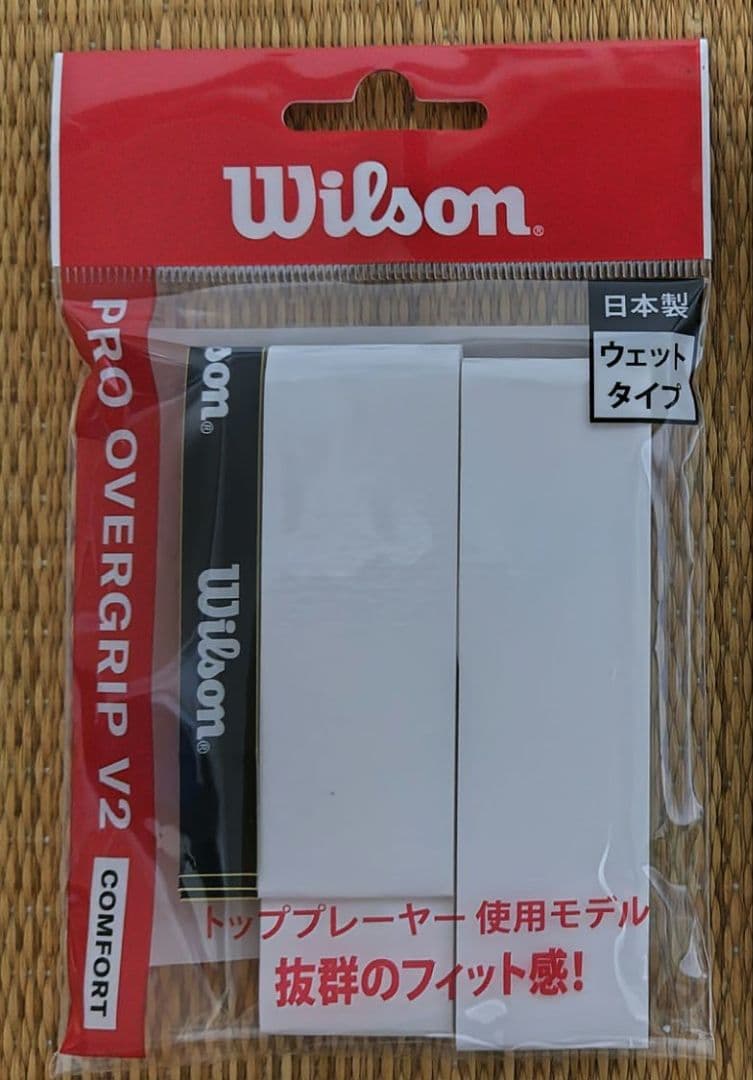 Wilson®
日本製
ウェット
タイプ
PRO OVERGRIP V2
COMFORT
son®
Wilson®
トッププレーヤー使用モデル
抜群のフィット感!